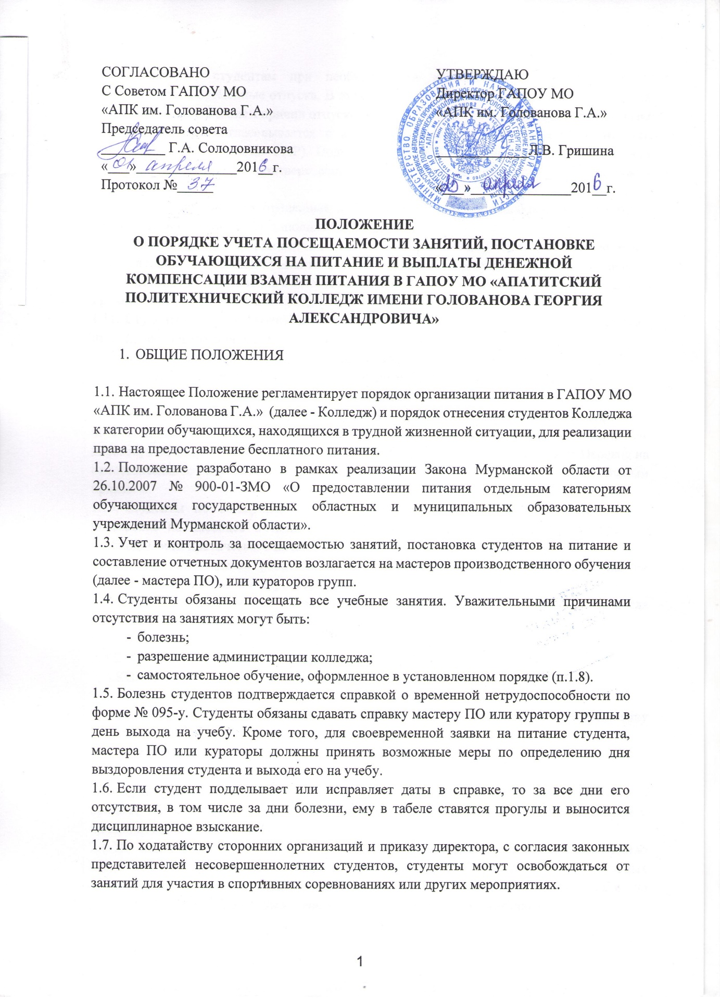 СОГЛАСОВАНО
С Советом ГАПОУ МО
«АПК им. Голованова Г.А.»
Председатель совета
_________ Г.А. Солодовникова
«01» апреля 2016 г.
Протокол № 37
УТВЕРЖДАЮ
Директор ГАПОУ МО
«АПК им. Голованова Г.А.»
_____________ Л.В. Гришина
«___» апреля 2016 г.
ПОЛОЖЕНИЕ
О ПОРЯДКЕ УЧЕТА ПОСЕЩАЕМОСТИ ЗАНЯТИЙ, ПОСТАНОВКЕ
ОБУЧАЮЩИХСЯ НА ПИТАНИЕ И ВЫПЛАТЫ ДЕНЕЖНОЙ
КОМПЕНСАЦИИ ВЗАМЕН ПИТАНИЯ В ГАПОУ МО «АПАТИТСКИЙ
ПОЛИТЕХНИЧЕСКИЙ КОЛЛЕДЖ ИМЕНИ ГОЛОВАНОВА ГЕОРГИЯ
АЛЕКСАНДРОВИЧА»
1. ОБЩИЕ ПОЛОЖЕНИЯ
1.1. Настоящее Положение регламентирует порядок организации питания в ГАПОУ МО
«АПК им. Голованова Г.А.» (далее - Колледж) и порядок отнесения студентов Колледжа
к категории обучающихся, находящихся в трудной жизненной ситуации, для реализации
права на предоставление бесплатного питания.
1.2. Положение разработано в рамках реализации Закона Мурманской области от
26.10.2007 № 900-01-ЗМО «О предоставлении питания отдельным категориям
обучающихся государственных областных и муниципальных образовательных
учреждений Мурманской области».
1.3. Учет и контроль за посещаемостью занятий, постановка студентов на питание и
составление отчетных документов возлагается на мастеров производственного обучения
(далее - мастера ПО), или кураторов групп.
1.4. Студенты обязаны посещать все учебные занятия. Уважительными причинами
отсутствия на занятиях могут быть:
- болезнь;
- разрешение администрации колледжа;
- самостоятельное обучение, оформленное в установленном порядке (п.1.8).
1.5. Болезнь студентов подтверждается справкой о временной нетрудоспособности по
форме № 095-у. Студенты обязаны сдавать справку мастеру ПО или куратору группы в
день выхода на учебу. Кроме того, для своевременной заявки на питание студента,
мастера ПО или кураторы должны принять возможные меры по определению дня
выздоровления студента и выхода его на учебу.
1.6. Если студент подделывает или исправляет даты в справке, то за все дни его
отсутствия, в том числе за дни болезни, ему в табеле ставятся прогулы и выносится
дисциплинарное взыскание.
1.7. По ходатайству сторонних организаций и приказу директора, с согласия законных
представителей несовершеннолетних студентов, студенты могут освобождаться от
занятий для участия в спортивных соревнованиях или других мероприятиях.
1